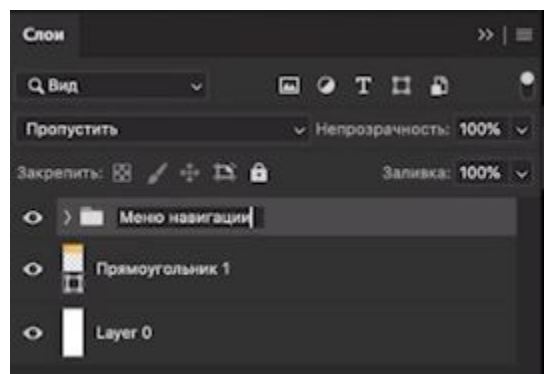 Слои
Вид
Пропустить Непрозрачность: 100%
Закрепить: Заливка: 100%
Меню навигации
Прямоугольник 1
Layer 0